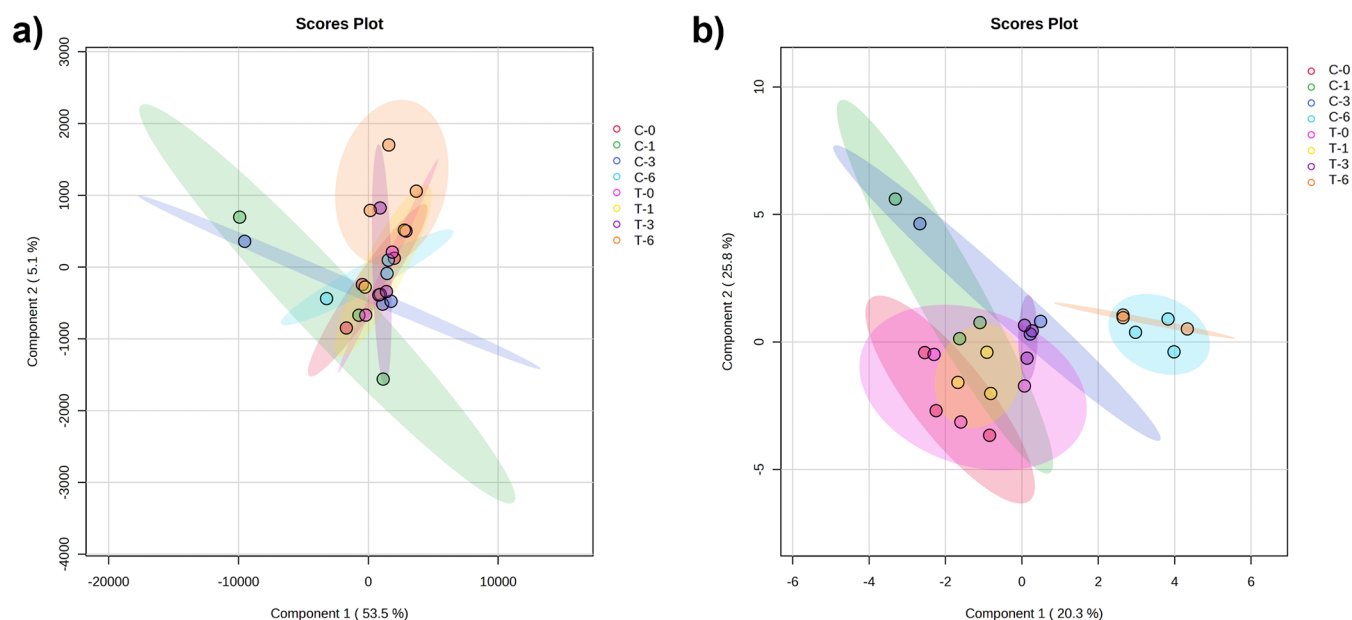 a)
Scores Plot
3000
2000
1000
0
-1000
-2000
-3000
-4000
Component 2 ( 5.1 %)
-20000
-10000
0
10000
Component 1 ( 53.5 %)
C-0
C-1
C-3
C-6
T-0
T-1
T-3
T-6
b)
Scores Plot
10
5
0
-5
Component 2 ( 25.8 %)
-6
-4
-2
0
2
4
6
Component 1 ( 20.3 %)
C-0
C-1
C-3
C-6
T-0
T-1
T-3
T-6